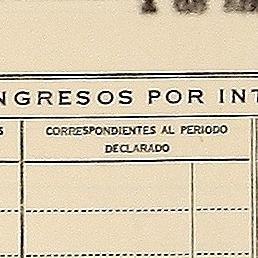 NGRESOS POR INT
S
CORRESPONDIENTES AL PERIODO
DECLARADO